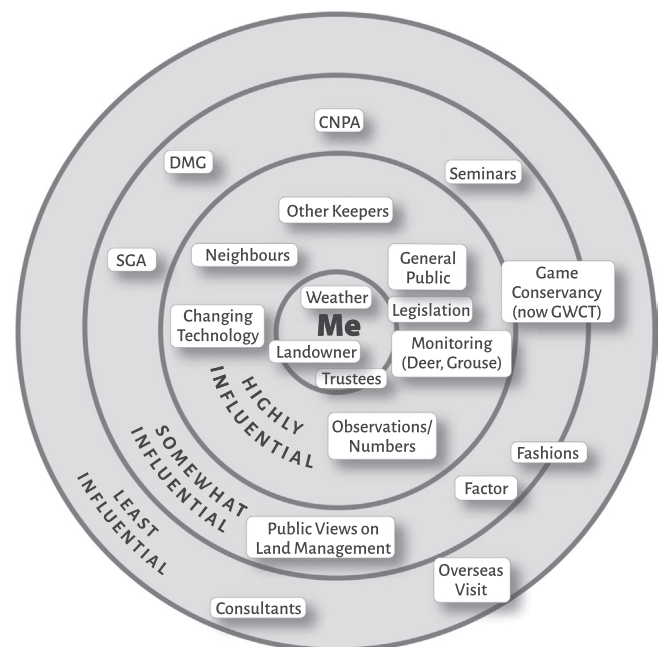 CNPA
DMG
Seminars
Other Keepers
SGA
Neighbours
General
Public
Game
Conservancy
(now GWCT)
Weather
Legislation
Changing
Technology
Me
Monitoring
(Deer, Grouse)
Landowner
Trustees
HIGHLY
INFLUENTIAL
Observations/
Numbers
SOMEWHAT
INFLUENTIAL
Fashions
Factor
LEAST
INFLUENTIAL
Public Views on
Land Management
Overseas
Visit
Consultants